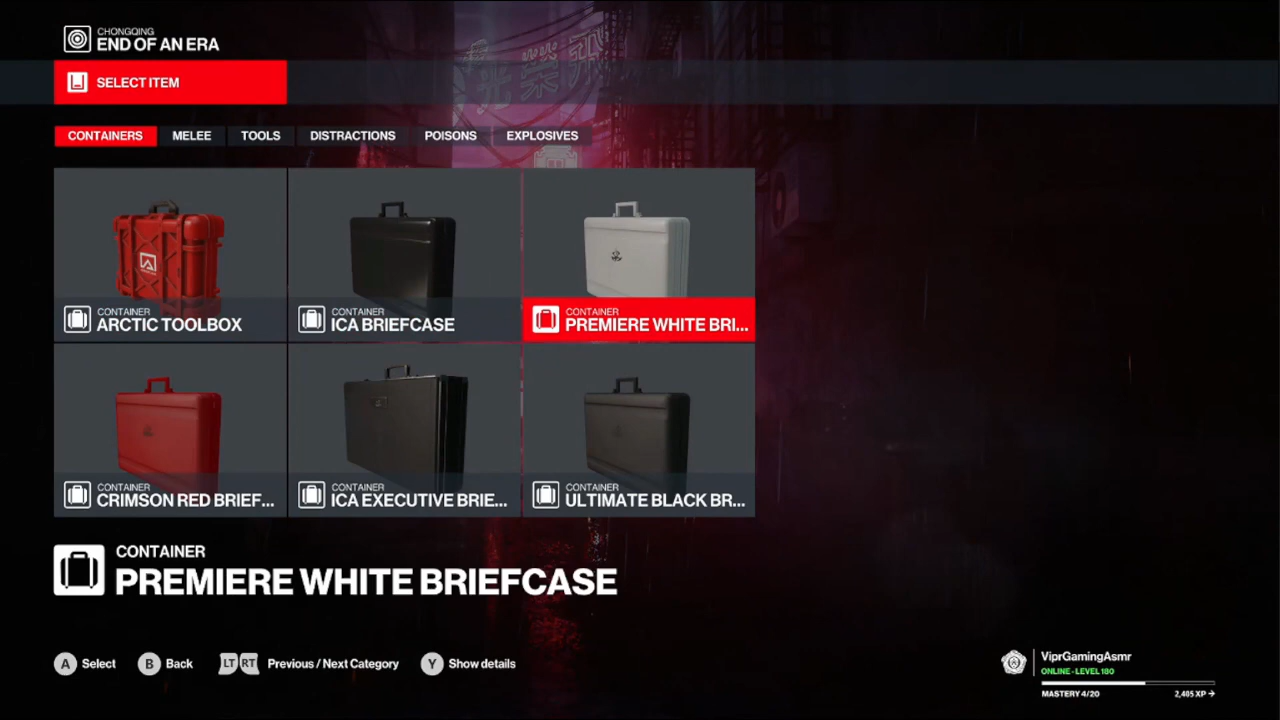 CHONGQING
END OF AN ERA
SELECT ITEM
CONTAINERS MELEE TOOLS DISTRACTIONS POISONS EXPLOSIVES
CONTAINER
ARCTIC TOOLBOX
CONTAINER
ICA BRIEFCASE
CONTAINER
PREMIERE WHITE BRI...
CONTAINER
CRIMSON RED BRIEF...
CONTAINER
ICA EXECUTIVE BRIE...
CONTAINER
ULTIMATE BLACK BR...
CONTAINER
PREMIERE WHITE BRIEFCASE
A Select B Back LT RT Previous / Next Category Y Show details
ViprGamingAsmr
ONLINE - LEVEL 180
MASTERY 4/20 2,485 XP →